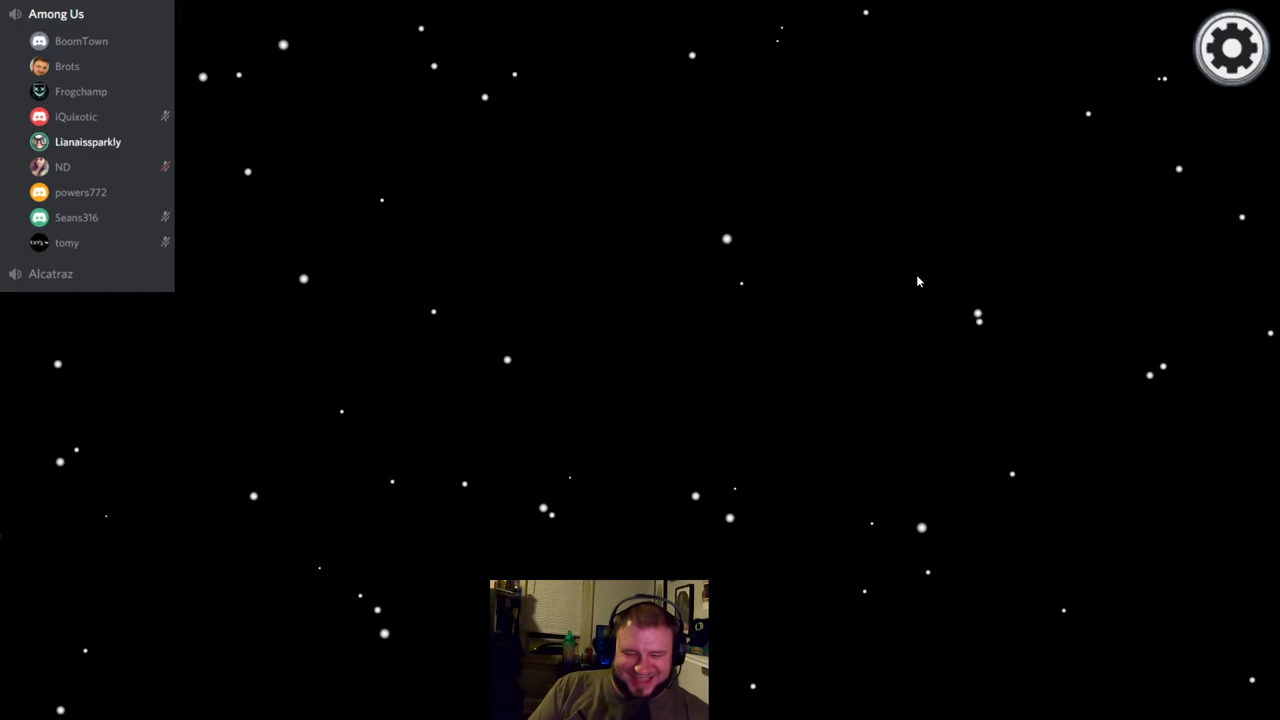 Among Us
BoomTown
Brots
Frogchamp
iQuixotic
Lianaissparkly
ND
powers772
Seans316
tomy
Alcatraz